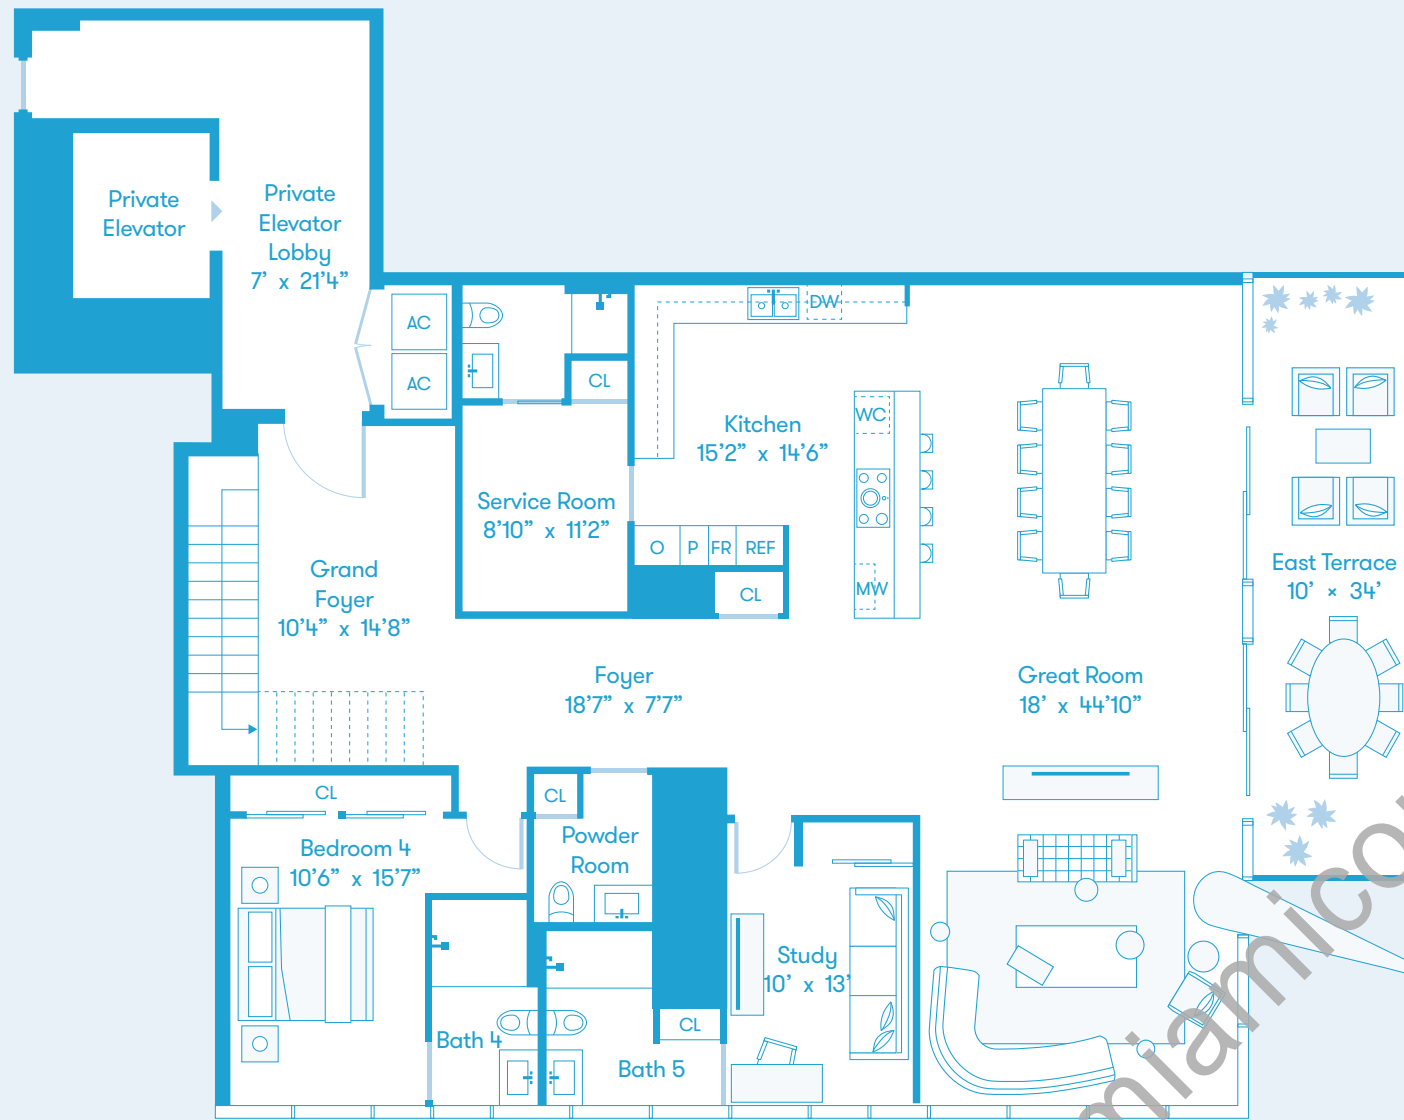 Private
Elevator
Private
Elevator
Lobby
7’ x 21’4”
AC
AC
CL
DW
Kitchen
15’2” x 14’6”
WC
Service Room
8’10” x 11’2”
O P FR REF
CL
MW
East Terrace
10’ × 34’
Grand
Foyer
10’4” x 14’8”
Foyer
18’7” x 7’7”
Great Room
18’ x 44’10”
CL
CL
Bedroom 4
10’6” x 15’7”
Powder
Room
Study
10’ x 13’
CL
Bath 4
Bath 5
miamico